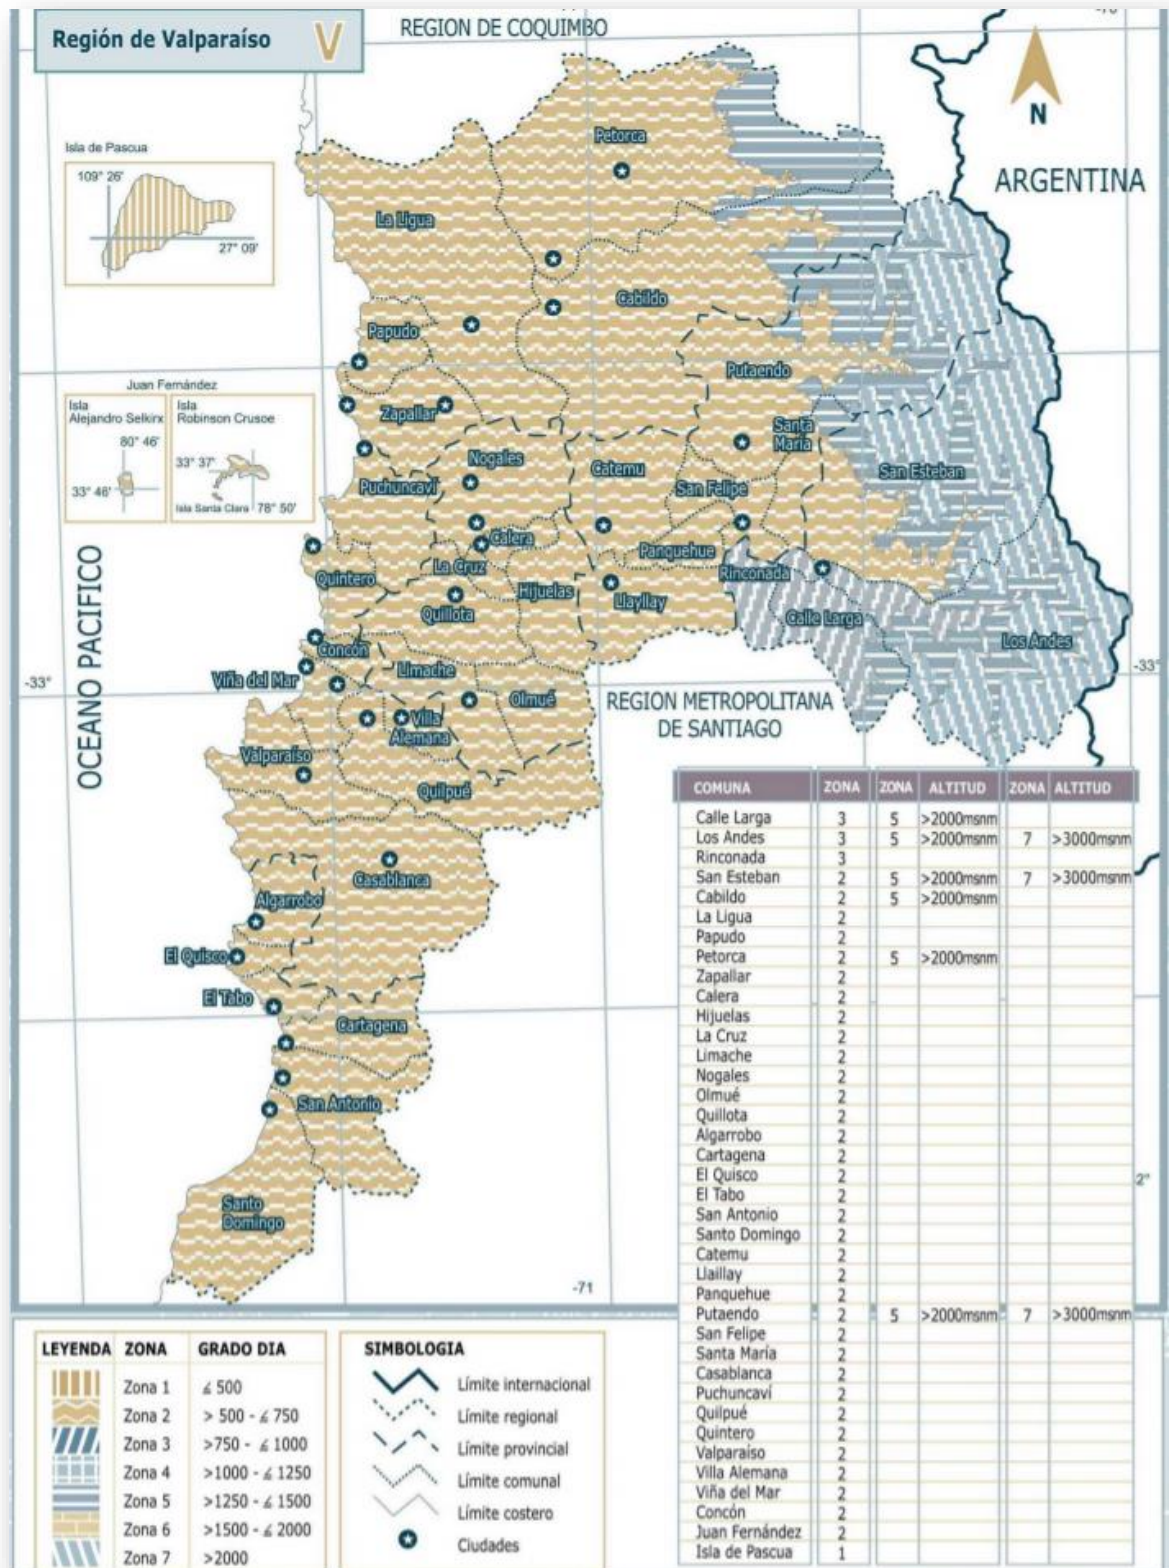 Región de Valparaíso V
REGION DE COQUIMBO
N
ARGENTINA
Isla de Pascua
109° 26'
27° 09'
Petorca
La Ligua
Cabildo
Papudo
Putaendo
Zapallar
Santa
María
Juan Fernández
Isla
Alejandro Selkirx
80° 46'
33° 46'
Isla
Robinson Crusoe
33° 37'
Isla Santa Clara 78° 50'
Nogales
Catemu
San Esteban
Puchuncaví
San Felipe
Calera
Panquehue
La Cruz
Rinconada
Quintero
Hijuelas
Quillota
Llayllay
Calle Larga
OCEANO PACIFICO
Concón
Limache
Los Andes
Viña del Mar
Olmué
-33°
-33°
REGION METROPOLITANA
DE SANTIAGO
Villa
Alemana
Valparaíso
Quilpué
Casablanca
Algarrobo
El Quisco
El Tabo
Cartagena
San Antonio
Santo
Domingo
-71
2°
COMUNA ZONA ZONA ALTITUD ZONA ALTITUD
Calle Larga 3 5 >2000msnm
Los Andes 3 5 >2000msnm 7 >3000msnm
Rinconada 3
San Esteban 2 5 >2000msnm 7 >3000msnm
Cabildo 2 5 >2000msnm
La Ligua 2
Papudo 2
Petorca 2 5 >2000msnm
Zapallar 2
Calera 2
Hijuelas 2
La Cruz 2
Limache 2
Nogales 2
Olmué 2
Quillota 2
Algarrobo 2
Cartagena 2
El Quisco 2
El Tabo 2
San Antonio 2
Santo Domingo 2
Catemu 2
Llaillay 2
Panquehue 2
Putaendo 2 5 >2000msnm 7 >3000msnm
San Felipe 2
Santa María 2
Casablanca 2
Puchuncaví 2
Quilpué 2
Quintero 2
Valparaíso 2
Villa Alemana 2
Viña del Mar 2
Concón 2
Juan Fernández 2
Isla de Pascua 1
LEYENDA ZONA GRADO DIA
Zona 1 ≤ 500
Zona 2 > 500 - ≤ 750
Zona 3 >750 - ≤ 1000
Zona 4 >1000 - ≤ 1250
Zona 5 >1250 - ≤ 1500
Zona 6 >1500 - ≤ 2000
Zona 7 >2000
SIMBOLOGIA
Límite internacional
Límite regional
Límite provincial
Límite comunal
Límite costero
Ciudades